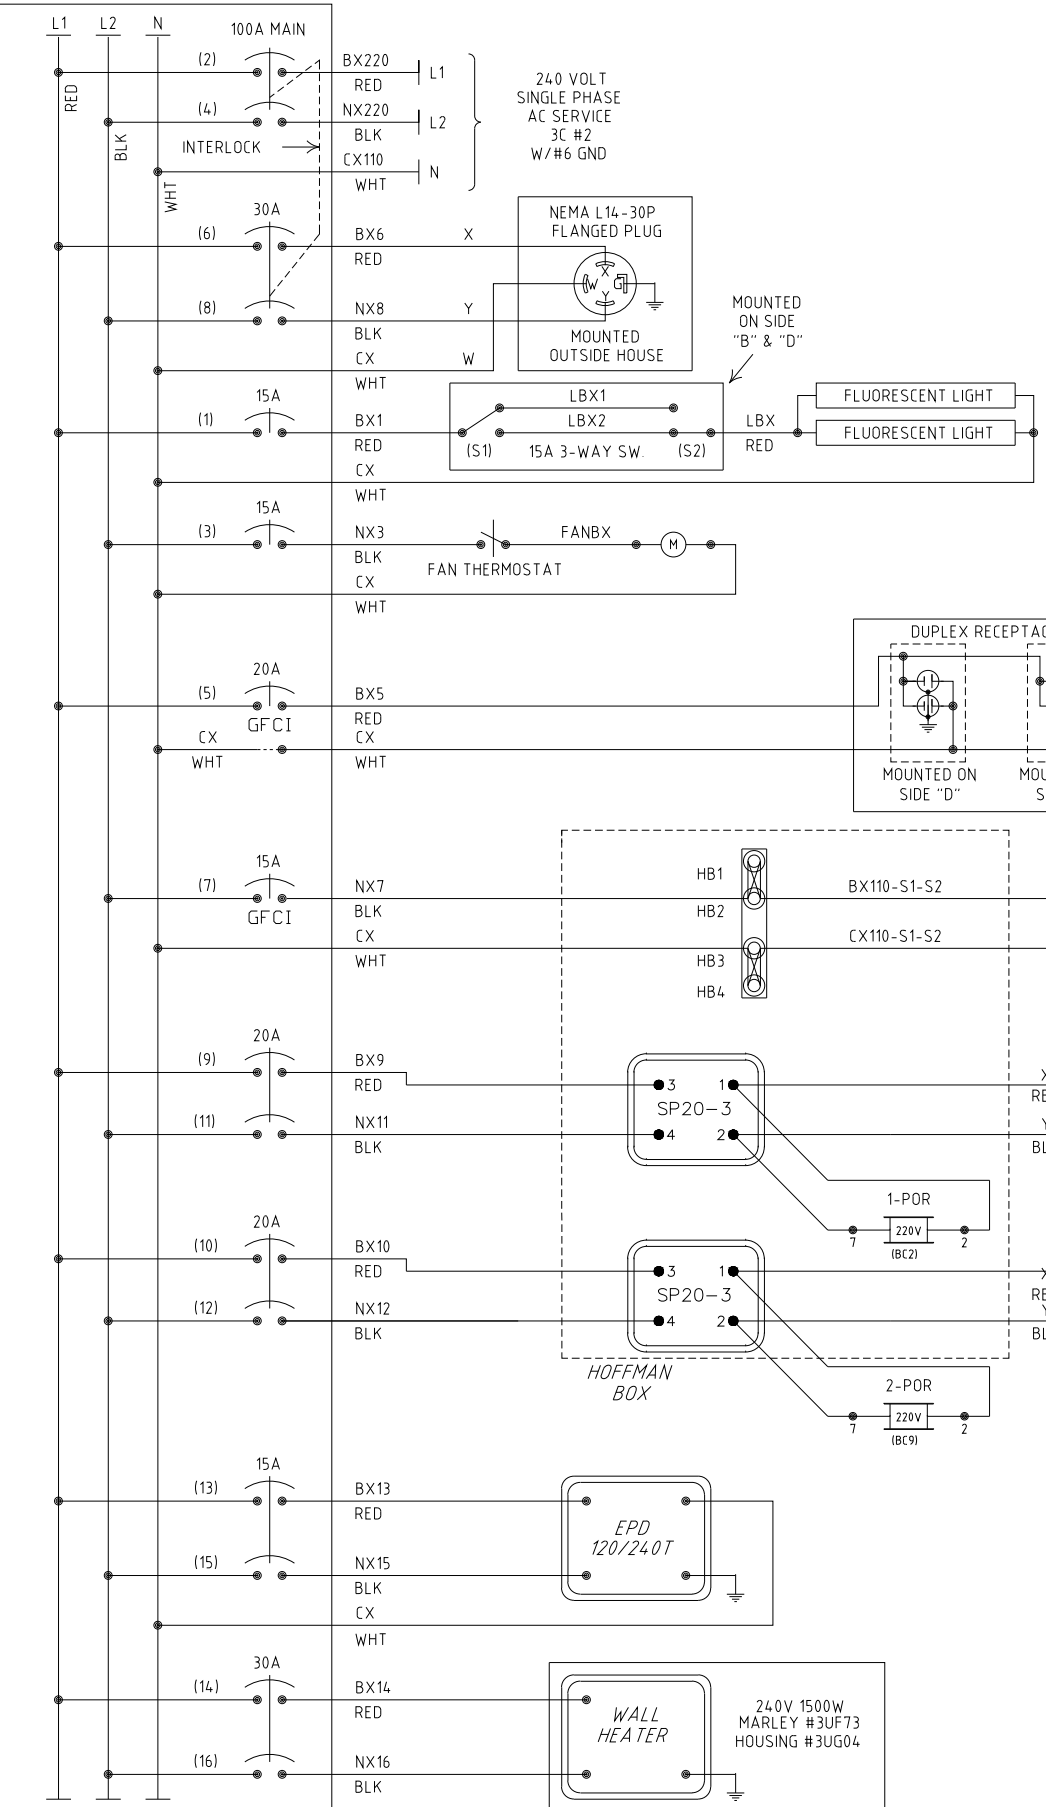 L1 L2 N
100A MAIN
(2) BX220 L1
RED RED
(4) NX220 L2
BLK BLK
INTERLOCK
CX110 N
WHT WHT
240 VOLT
SINGLE PHASE
AC SERVICE
3C #2
W/#6 GND
30A
(6) BX6 X
RED
(8) NX8 Y
BLK
CX W
WHT
NEMA L14-30P
FLANGED PLUG
X
W G
Y
MOUNTED
OUTSIDE HOUSE
MOUNTED
ON SIDE
"B" & "D"
15A
(1) BX1
RED
CX
WHT
LBX1
LBX2
(S1) 15A 3-WAY SW. (S2)
LBX
RED
FLUORESCENT LIGHT
FLUORESCENT LIGHT
15A
(3) NX3
BLK
CX
WHT
FANBX
M
FAN THERMOSTAT
DUPLEX RECEPTAC
20A
(5) BX5
GFCI RED
CX CX
WHT WHT
MOUNTED ON
SIDE "D"
MOU
S
15A
(7) NX7
GFCI BLK
CX
WHT
HB1
HB2
HB3
HB4
BX110-S1-S2
CX110-S1-S2
20A
(9) BX9
RED
(11) NX11
BLK
3 1
SP20-3
4 2
X
RE
Y
BL
1-POR
220V
7 (BC2) 2
20A
(10) BX10
RED
(12) NX12
BLK
3 1
SP20-3
4 2
X
RE
Y
BL
HOFFMAN
BOX
2-POR
220V
7 (BC9) 2
15A
(13) BX13
RED
(15) NX15
BLK
CX
WHT
EPD
120/240T
30A
(14) BX14
RED
(16) NX16
BLK
WALL
HEATER
240V 1500W
MARLEY #3UF73
HOUSING #3UG04